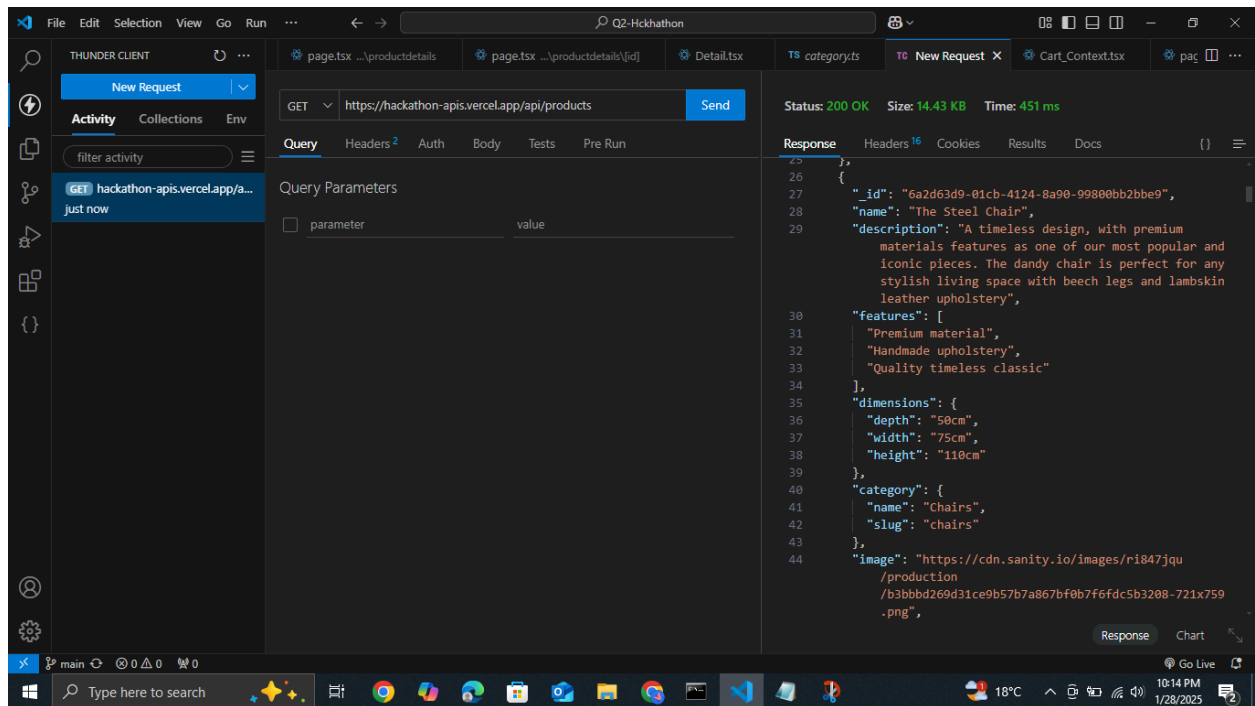 File Edit Selection View Go Run ··· Q2-Hckhathon
THUNDER CLIENT
page.tsx ...\productdetails page.tsx ...\productdetails\[id] Detail.tsx TS category.ts TC New Request Cart_Context.tsx pag
New Request
Activity Collections Env
filter activity
GET hackathon-apis.vercel.app/a...
just now
GET https://hackathon-apis.vercel.app/api/products Send
Query Headers 2 Auth Body Tests Pre Run
Query Parameters
parameter value
Status: 200 OK Size: 14.43 KB Time: 451 ms
Response Headers 16 Cookies Results Docs { }
25 },
26 {
27 "_id": "6a2d63d9-01cb-4124-8a90-99800bb2bbe9",
28 "name": "The Steel Chair",
29 "description": "A timeless design, with premium
materials features as one of our most popular and
iconic pieces. The dandy chair is perfect for any
stylish living space with beech legs and lambskin
leather upholstery",
30 "features": [
31 "Premium material",
32 "Handmade upholstery",
33 "Quality timeless classic"
34 ],
35 "dimensions": {
36 "depth": "50cm",
37 "width": "75cm",
38 "height": "110cm"
39 },
40 "category": {
41 "name": "Chairs",
42 "slug": "chairs"
43 },
44 "image": "https://cdn.sanity.io/images/ri847jqu
/production
/b3bbbd269d31ce9b57b7a867bf0b7f6fdc5b3208-721x759
.png",
Response Chart
main 0 0 0 Go Live
Type here to search 18°C 10:14 PM
1/28/2025 2